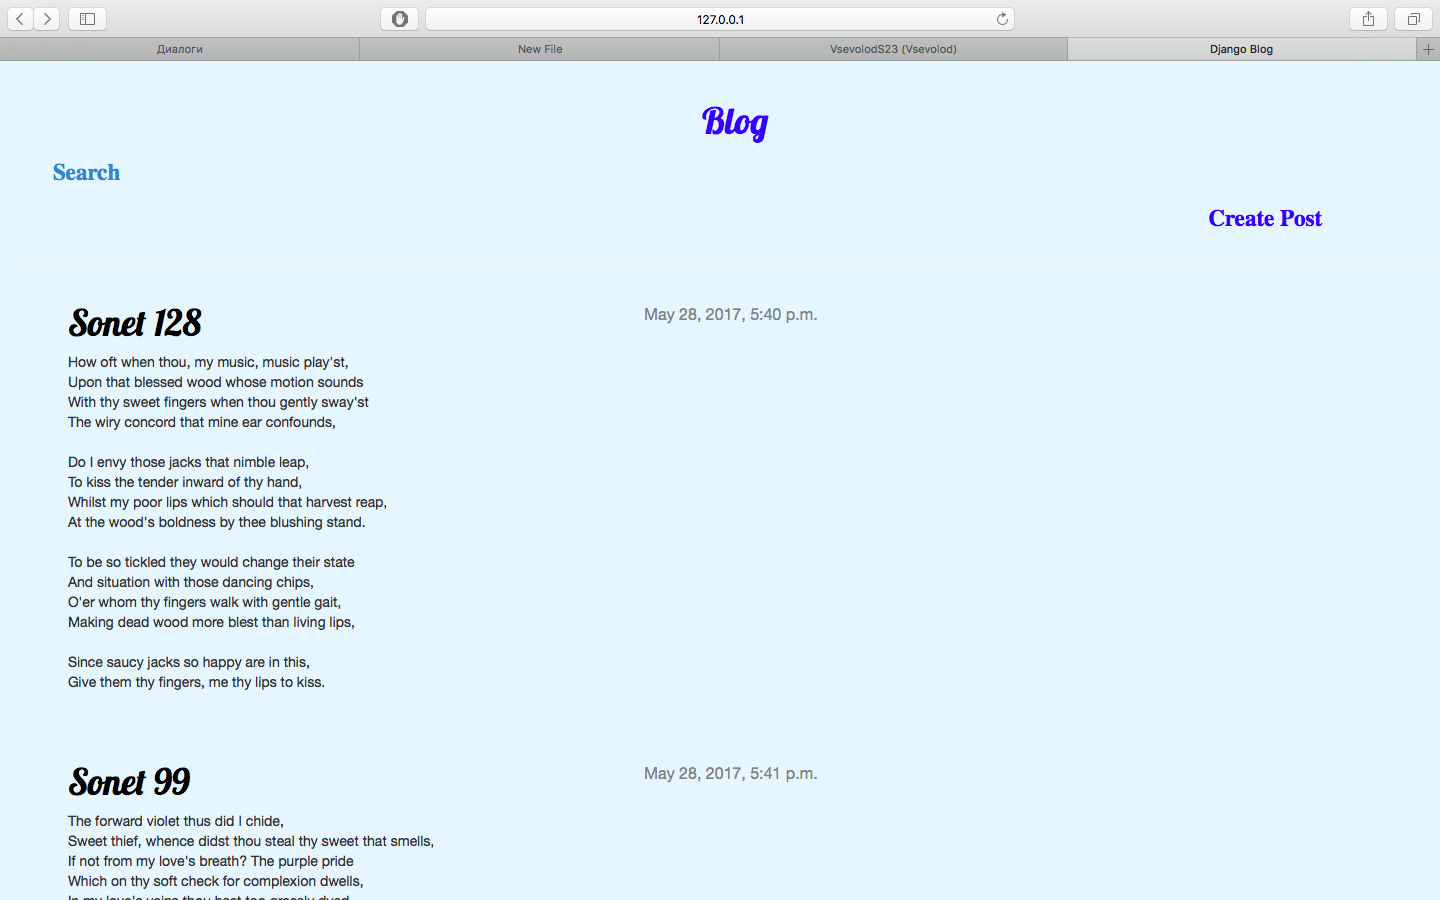 127.0.0.1
Диалоги
New File
VsevolodS23 (Vsevolod)
Django Blog
Blog
Search
Create Post
Sonet 128
May 28, 2017, 5:40 p.m.
How oft when thou, my music, music play'st,
Upon that blessed wood whose motion sounds
With thy sweet fingers when thou gently sway'st
The wiry concord that mine ear confounds,
Do I envy those jacks that nimble leap,
To kiss the tender inward of thy hand,
Whilst my poor lips which should that harvest reap,
At the wood's boldness by thee blushing stand.
To be so tickled they would change their state
And situation with those dancing chips,
O'er whom thy fingers walk with gentle gait,
Making dead wood more blest than living lips,
Since saucy jacks so happy are in this,
Give them thy fingers, me thy lips to kiss.
Sonet 99
May 28, 2017, 5:41 p.m.
The forward violet thus did I chide,
Sweet thief, whence didst thou steal thy sweet that smells,
If not from my love's breath? The purple pride
Which on thy soft check for complexion dwells,
In my love's veins thou hast too grossly dyed